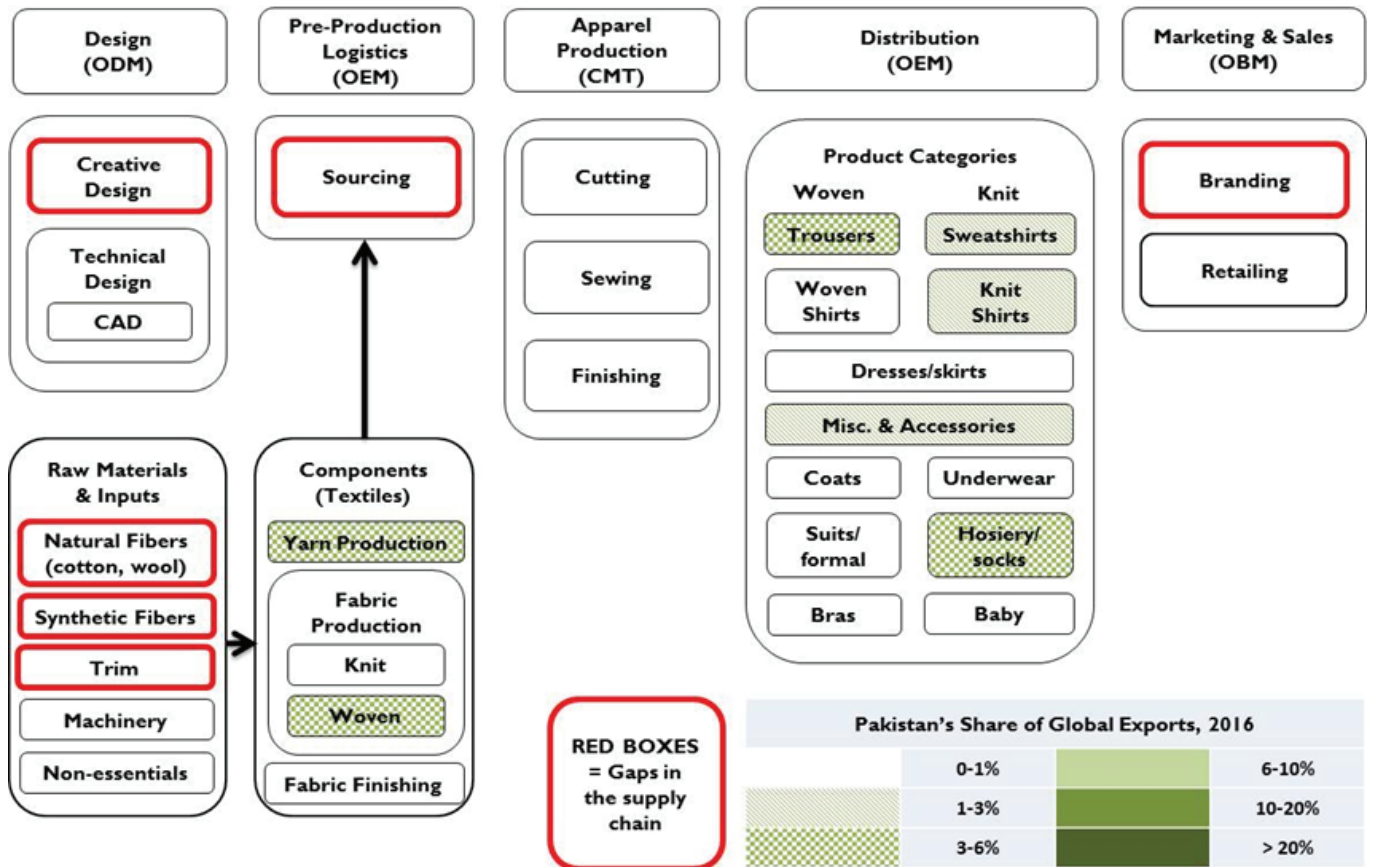 Design
(ODM)
Pre-Production
Logistics
(OEM)
Apparel
Production
(CMT)
Distribution
(OEM)
Marketing & Sales
(OBM)
Creative
Design
Technical
Design
CAD
Sourcing
Cutting
Sewing
Finishing
Product Categories
Woven
Knit
Trousers
Sweatshirts
Woven
Shirts
Knit
Shirts
Dresses/skirts
Misc. & Accessories
Coats
Underwear
Suits/
formal
Hosiery/
socks
Bras
Baby
Branding
Retailing
Raw Materials
& Inputs
Natural Fibers
(cotton, wool)
Synthetic Fibers
Trim
Machinery
Non-essentials
Components
(Textiles)
Yarn Production
Fabric
Production
Knit
Woven
Fabric Finishing
RED BOXES
= Gaps in
the supply
chain
Pakistan's Share of Global Exports, 2016
0-1%
6-10%
1-3%
10-20%
3-6%
> 20%